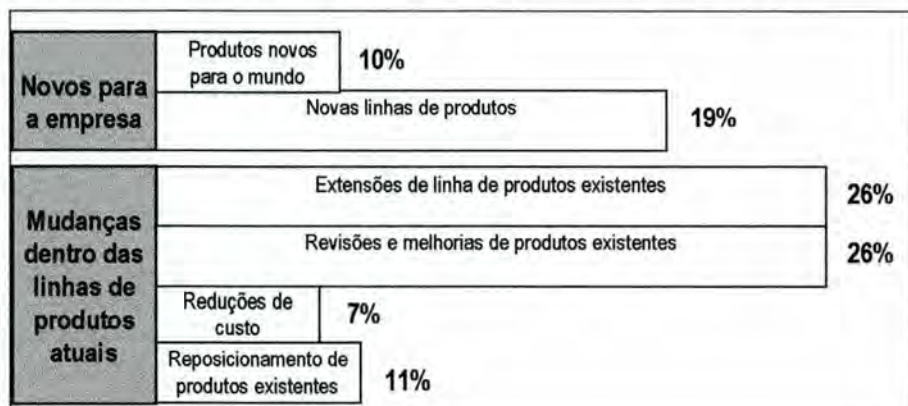 Novos para
a empresa
Produtos novos
para o mundo
10%
Novas linhas de produtos
19%
Mudanças
dentro das
linhas de
produtos
atuais
Extensões de linha de produtos existentes
26%
Revisões e melhorias de produtos existentes
26%
Reduções de
custo
7%
Reposicionamento de
produtos existentes
11%